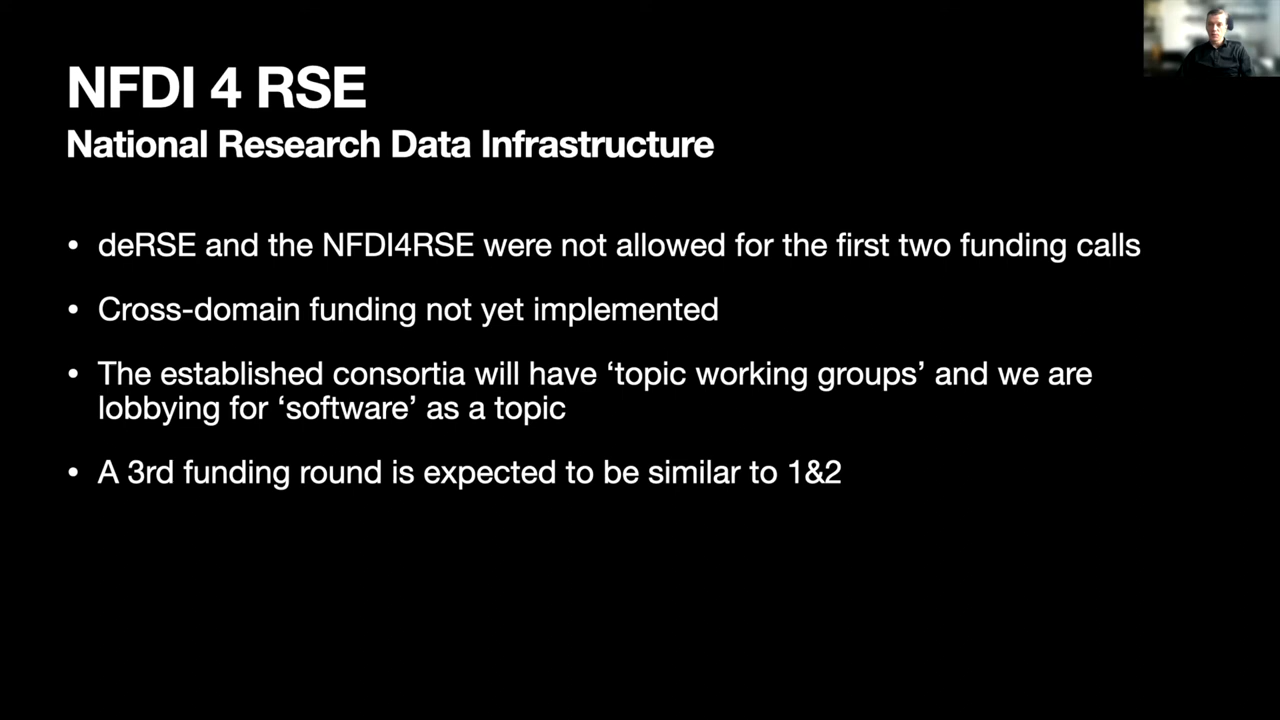 NFDI 4 RSE
National Research Data Infrastructure
• deRSE and the NFDI4RSE were not allowed for the first two funding calls
• Cross-domain funding not yet implemented
• The established consortia will have ‘topic working groups’ and we are
lobbying for ‘software’ as a topic
• A 3rd funding round is expected to be similar to 1&2